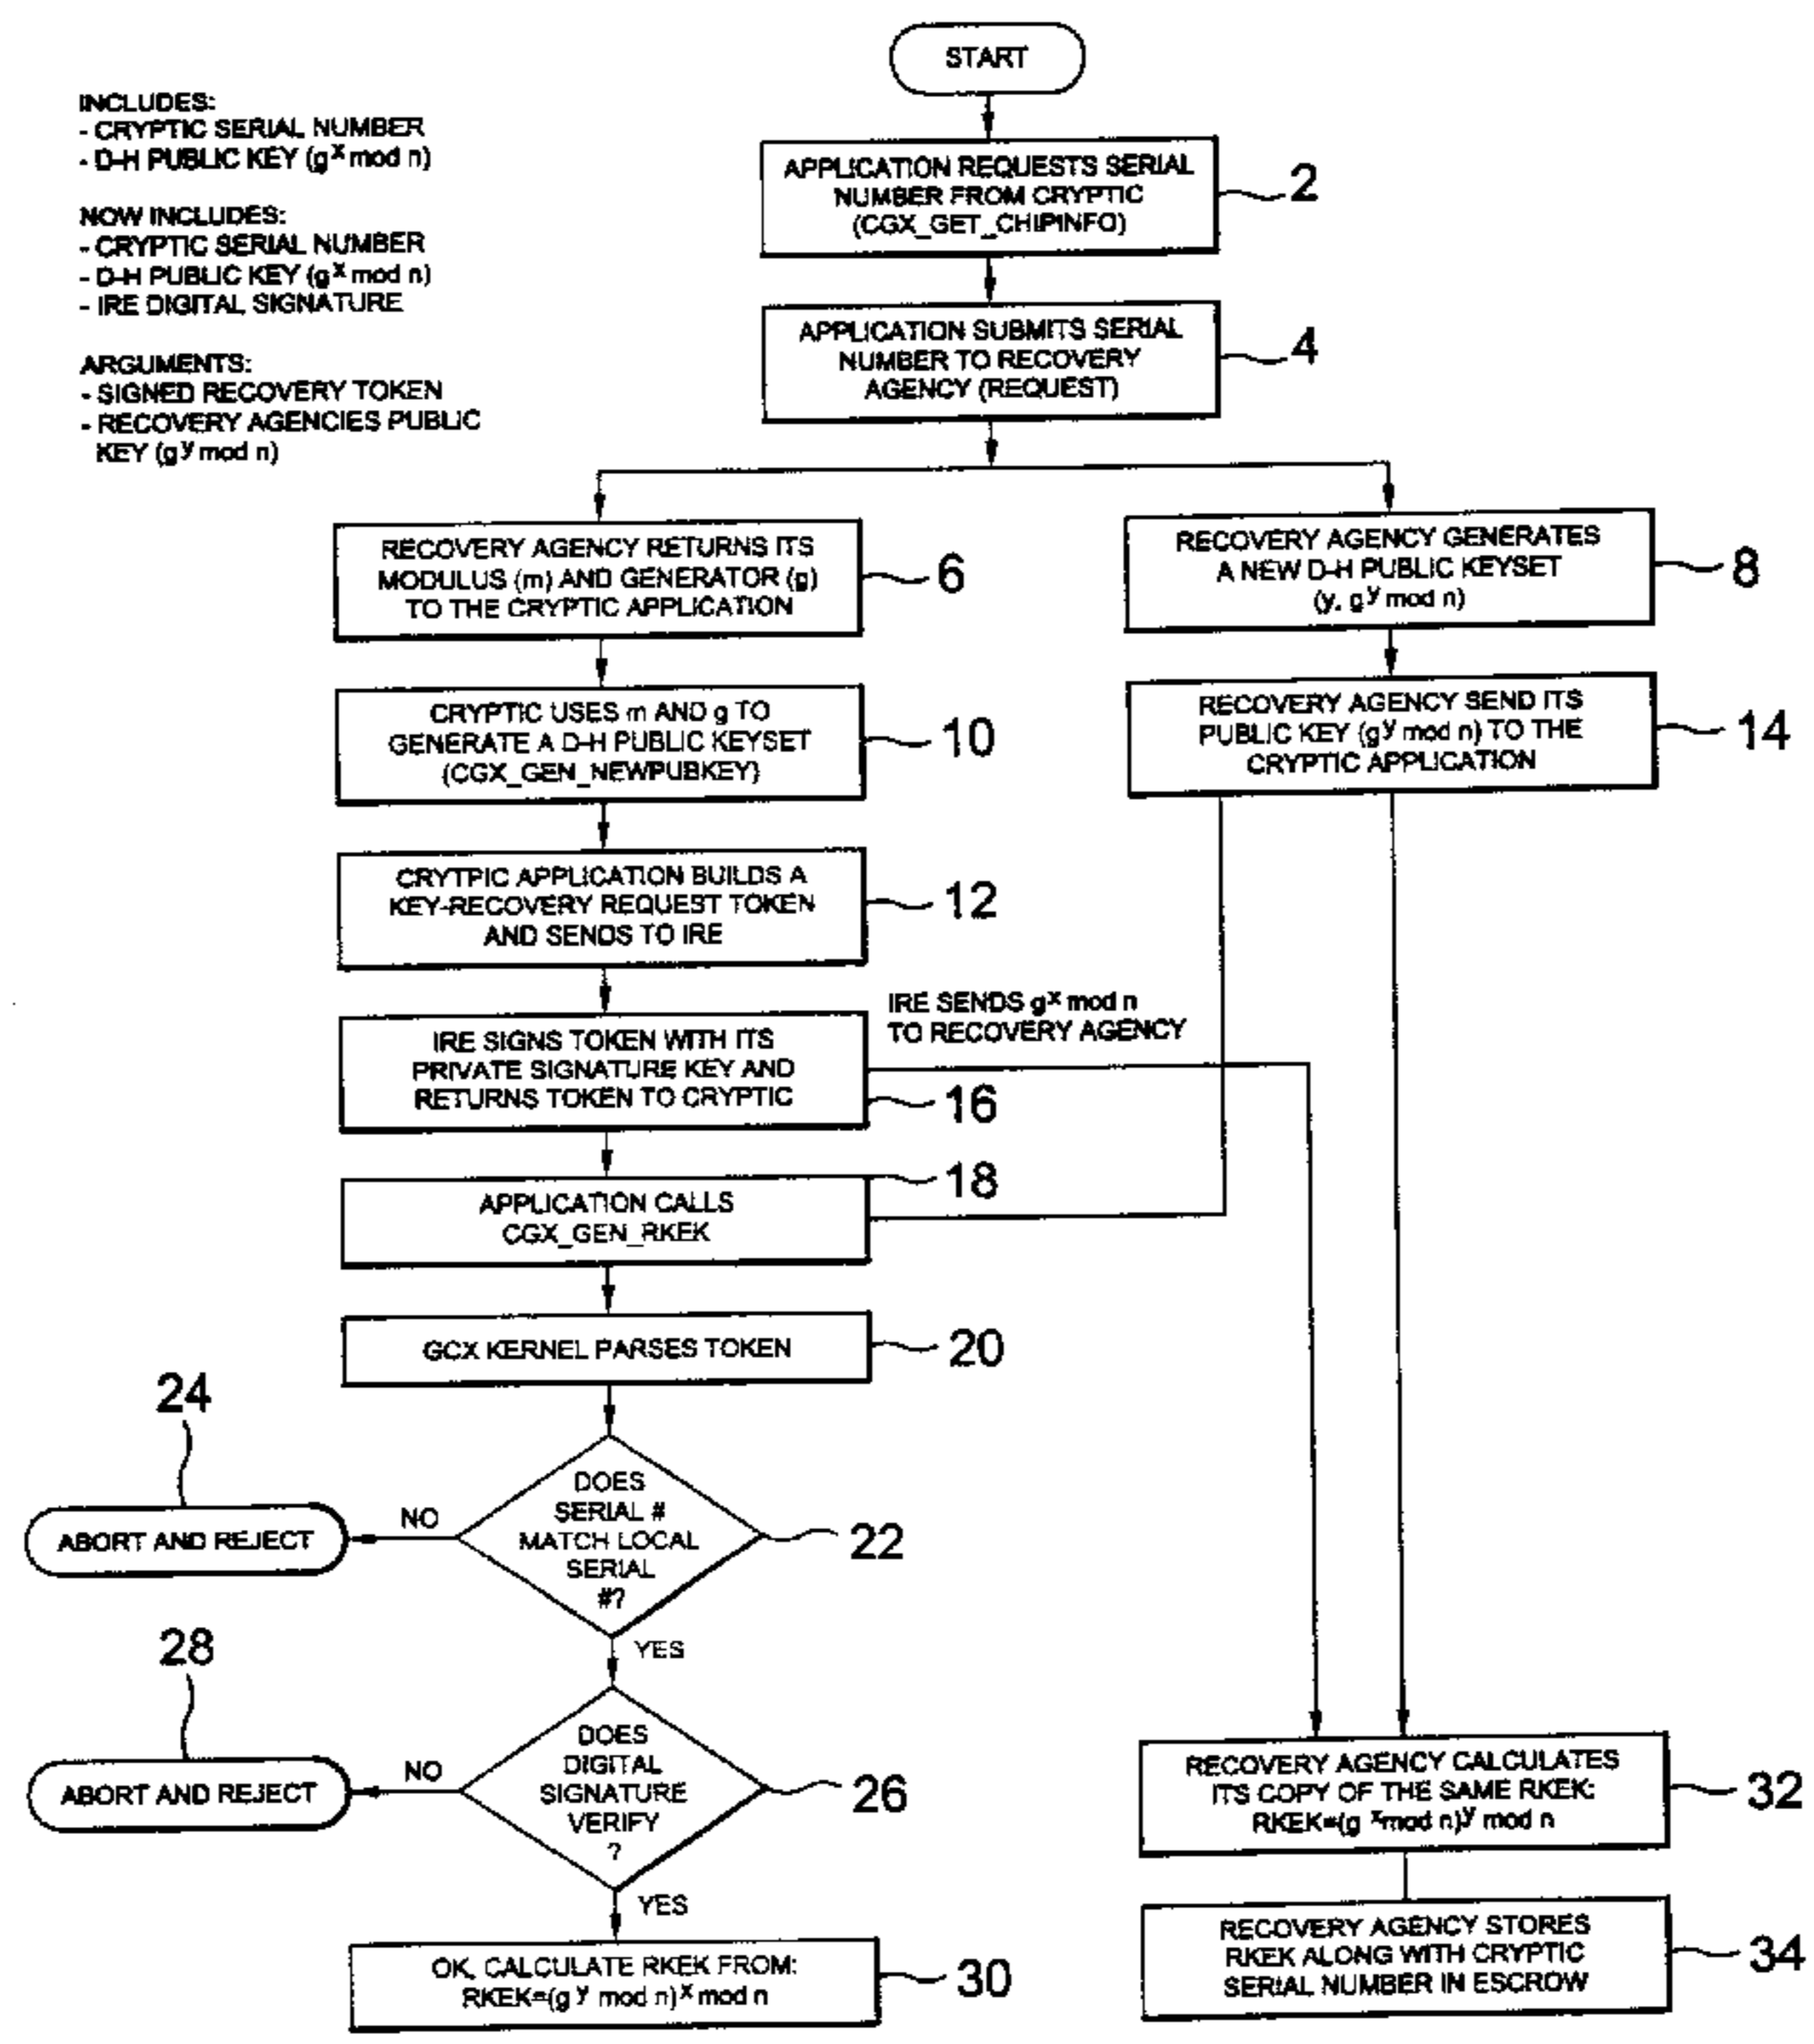 START
INCLUDES:
- CRYPTIC SERIAL NUMBER
- D-H PUBLIC KEY (g^x mod n)
NOW INCLUDES:
- CRYPTIC SERIAL NUMBER
- D-H PUBLIC KEY (g^x mod n)
- IRE DIGITAL SIGNATURE
ARGUMENTS:
- SIGNED RECOVERY TOKEN
- RECOVERY AGENCIES PUBLIC
KEY (g^y mod n)
APPLICATION REQUESTS SERIAL
NUMBER FROM CRYPTIC
(CGX_GET_CHIPINFO)
2
APPLICATION SUBMITS SERIAL
NUMBER TO RECOVERY
AGENCY (REQUEST)
4
RECOVERY AGENCY RETURNS ITS
MODULUS (m) AND GENERATOR (g)
TO THE CRYPTIC APPLICATION
6
RECOVERY AGENCY GENERATES
A NEW D-H PUBLIC KEYSET
(y, g^y mod n)
8
CRYPTIC USES m AND g TO
GENERATE A D-H PUBLIC KEYSET
(CGX_GEN_NEWPUBKEY)
10
RECOVERY AGENCY SEND ITS
PUBLIC KEY (g^y mod n) TO THE
CRYPTIC APPLICATION
14
CRYTPIC APPLICATION BUILDS A
KEY-RECOVERY REQUEST TOKEN
AND SENDS TO IRE
12
IRE SENDS g^x mod n
TO RECOVERY AGENCY
IRE SIGNS TOKEN WITH ITS
PRIVATE SIGNATURE KEY AND
RETURNS TOKEN TO CRYPTIC
16
APPLICATION CALLS
CGX_GEN_RKEK
18
GCX KERNEL PARSES TOKEN
20
24
ABORT AND REJECT
NO
DOES
SERIAL #
MATCH LOCAL
SERIAL
#?
22
YES
28
ABORT AND REJECT
NO
DOES
DIGITAL
SIGNATURE
VERIFY
?
26
YES
OK, CALCULATE RKEK FROM:
RKEK=(g^y mod n)^x mod n
30
RECOVERY AGENCY CALCULATES
ITS COPY OF THE SAME RKEK:
RKEK=(g^x mod n)^y mod n
32
RECOVERY AGENCY STORES
RKEK ALONG WITH CRYPTIC
SERIAL NUMBER IN ESCROW
34